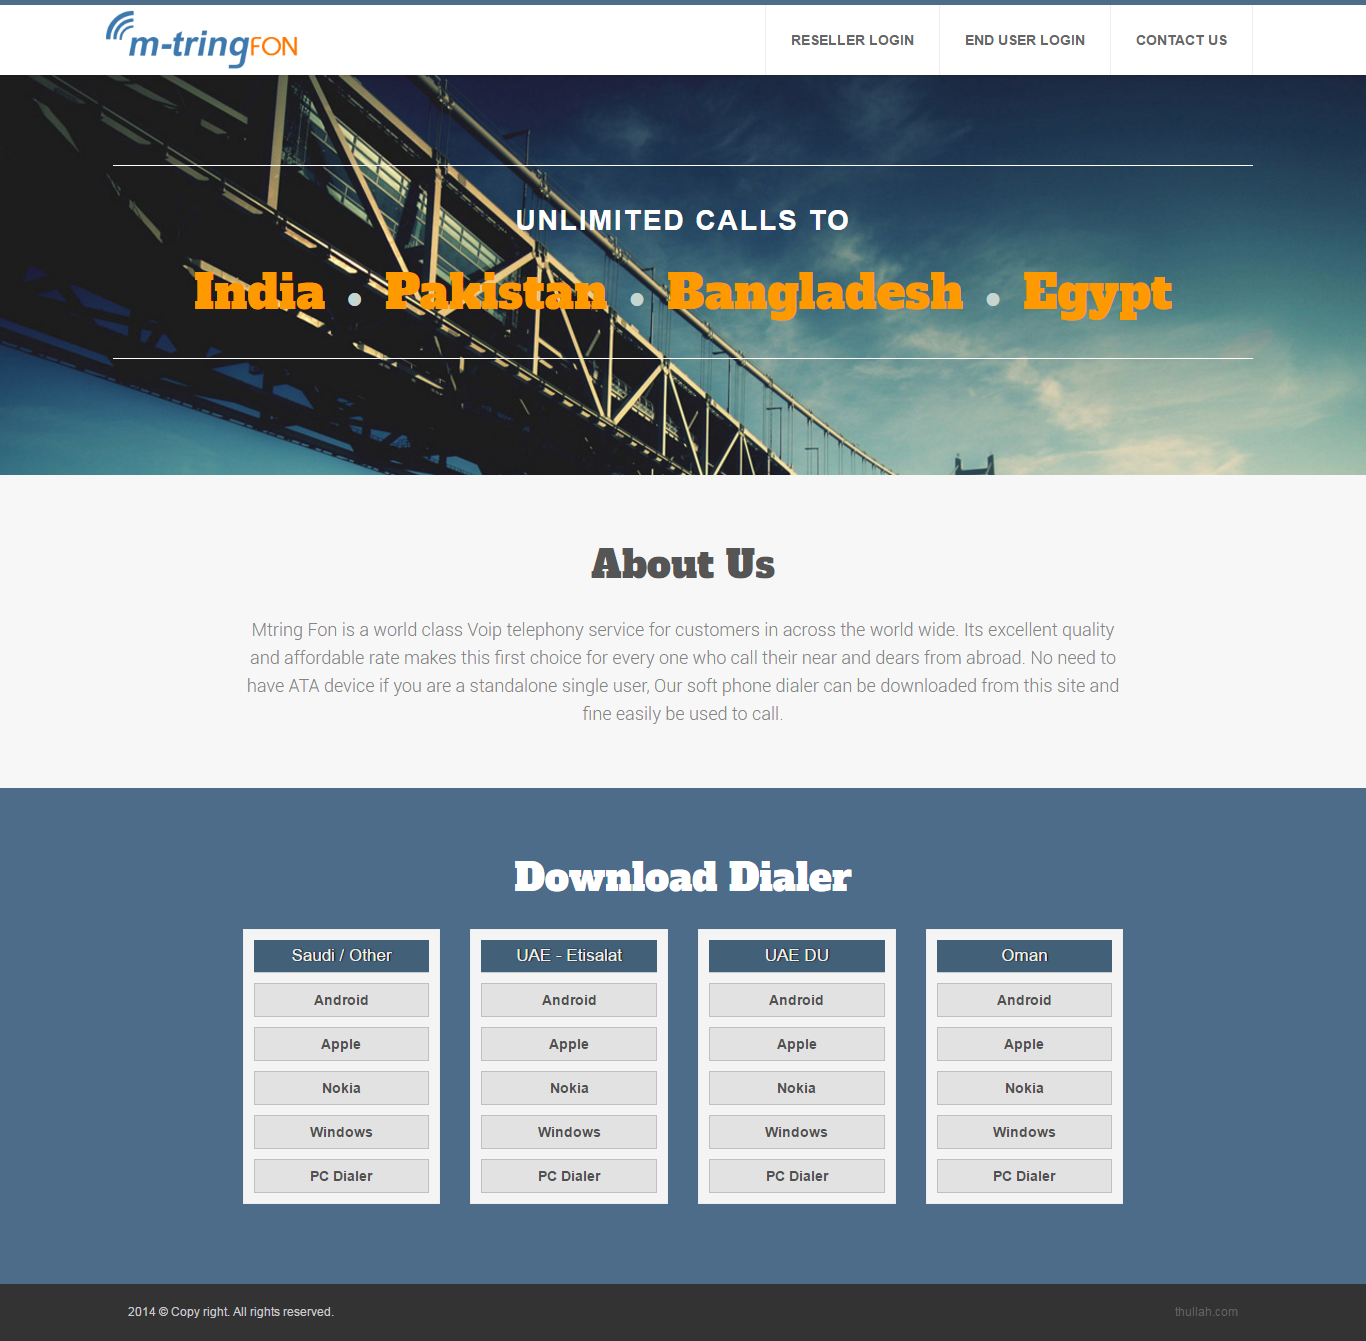 m-tringFON
RESELLER LOGIN
END USER LOGIN
CONTACT US
UNLIMITED CALLS TO
India • Pakistan • Bangladesh • Egypt
About Us
Mtring Fon is a world class Voip telephony service for customers in across the world wide. Its excellent quality
and affordable rate makes this first choice for every one who call their near and dears from abroad. No need to
have ATA device if you are a standalone single user, Our soft phone dialer can be downloaded from this site and
fine easily be used to call.
Download Dialer
Saudi / Other
Android
Apple
Nokia
Windows
PC Dialer
UAE - Etisalat
Android
Apple
Nokia
Windows
PC Dialer
UAE DU
Android
Apple
Nokia
Windows
PC Dialer
Oman
Android
Apple
Nokia
Windows
PC Dialer
2014 © Copy right. All rights reserved.
thullah.com